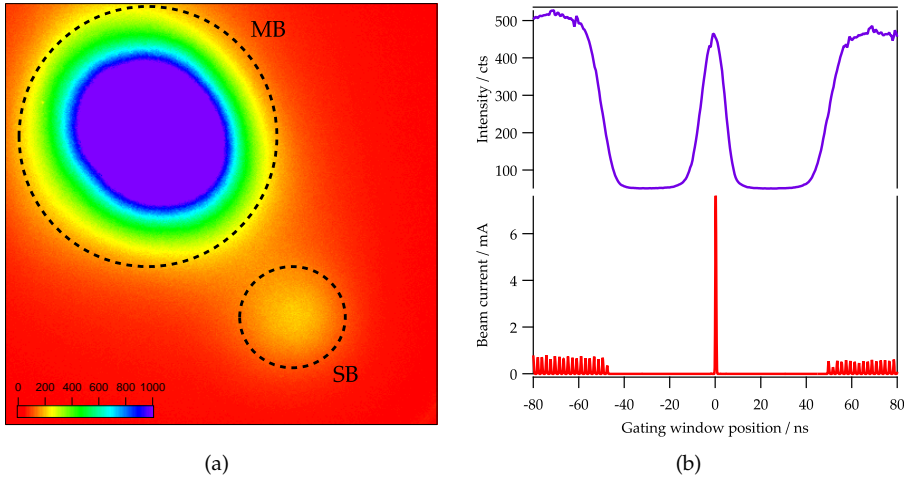 MB
SB
0 200 400 600 800 1000
(a)
Intensity / cts
500
400
300
200
100
Beam current / mA
6
4
2
0
-80 -60 -40 -20 0 20 40 60 80
Gating window position / ns
(b)